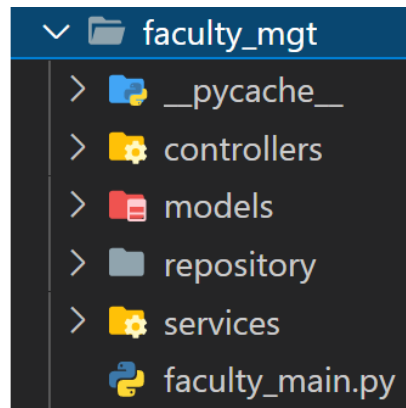 faculty_mgt
__pycache__
controllers
models
repository
services
faculty_main.py